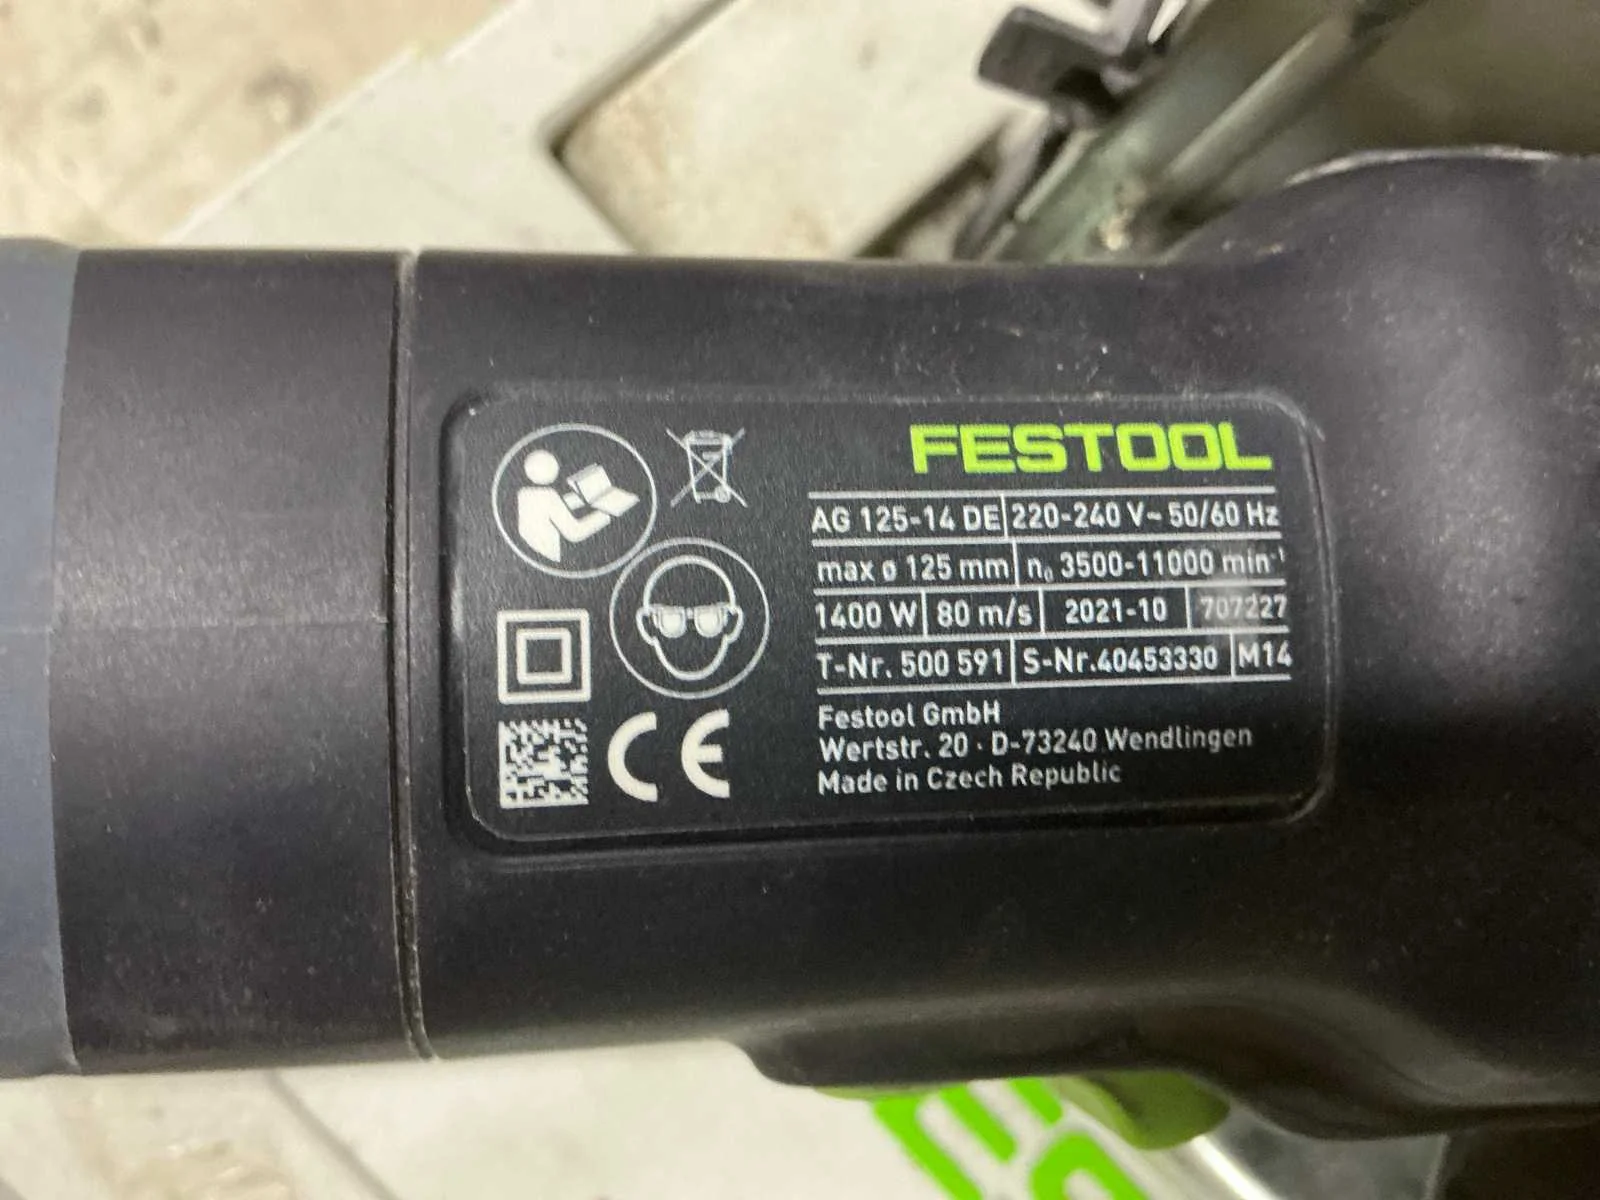 FESTOOL
AG 125-14 DE 220-240 V~ 50/60 Hz
max ø 125 mm n₀ 3500-11000 min⁻¹
1400 W 80 m/s 2021-10 707227
T-Nr. 500 591 S-Nr.40453330 M14
CE
Festool GmbH
Wertstr. 20 · D-73240 Wendlingen
Made in Czech Republic